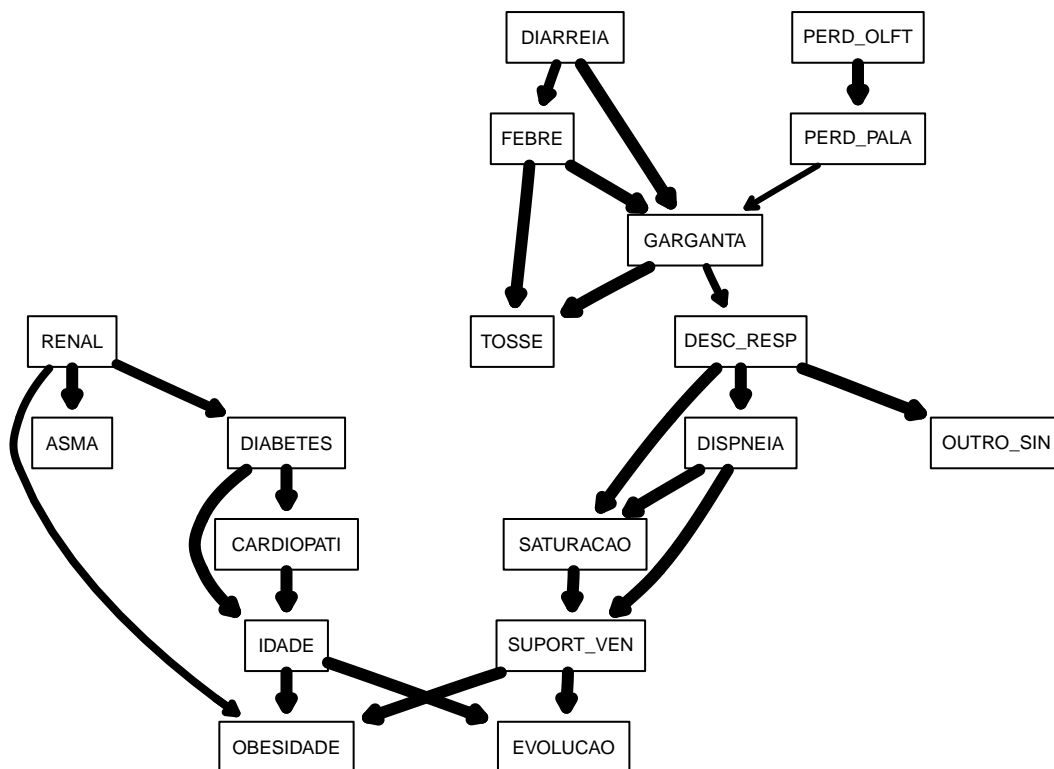 DIARREIA
PERD_OLFT
FEBRE
PERD_PALA
GARGANTA
RENAL
TOSSE
DESC_RESP
ASMA
DIABETES
DISPNEIA
OUTRO_SIN
CARDIOPATI
SATURACAO
IDADE
SUPORT_VEN
OBESIDADE
EVOLUCAO